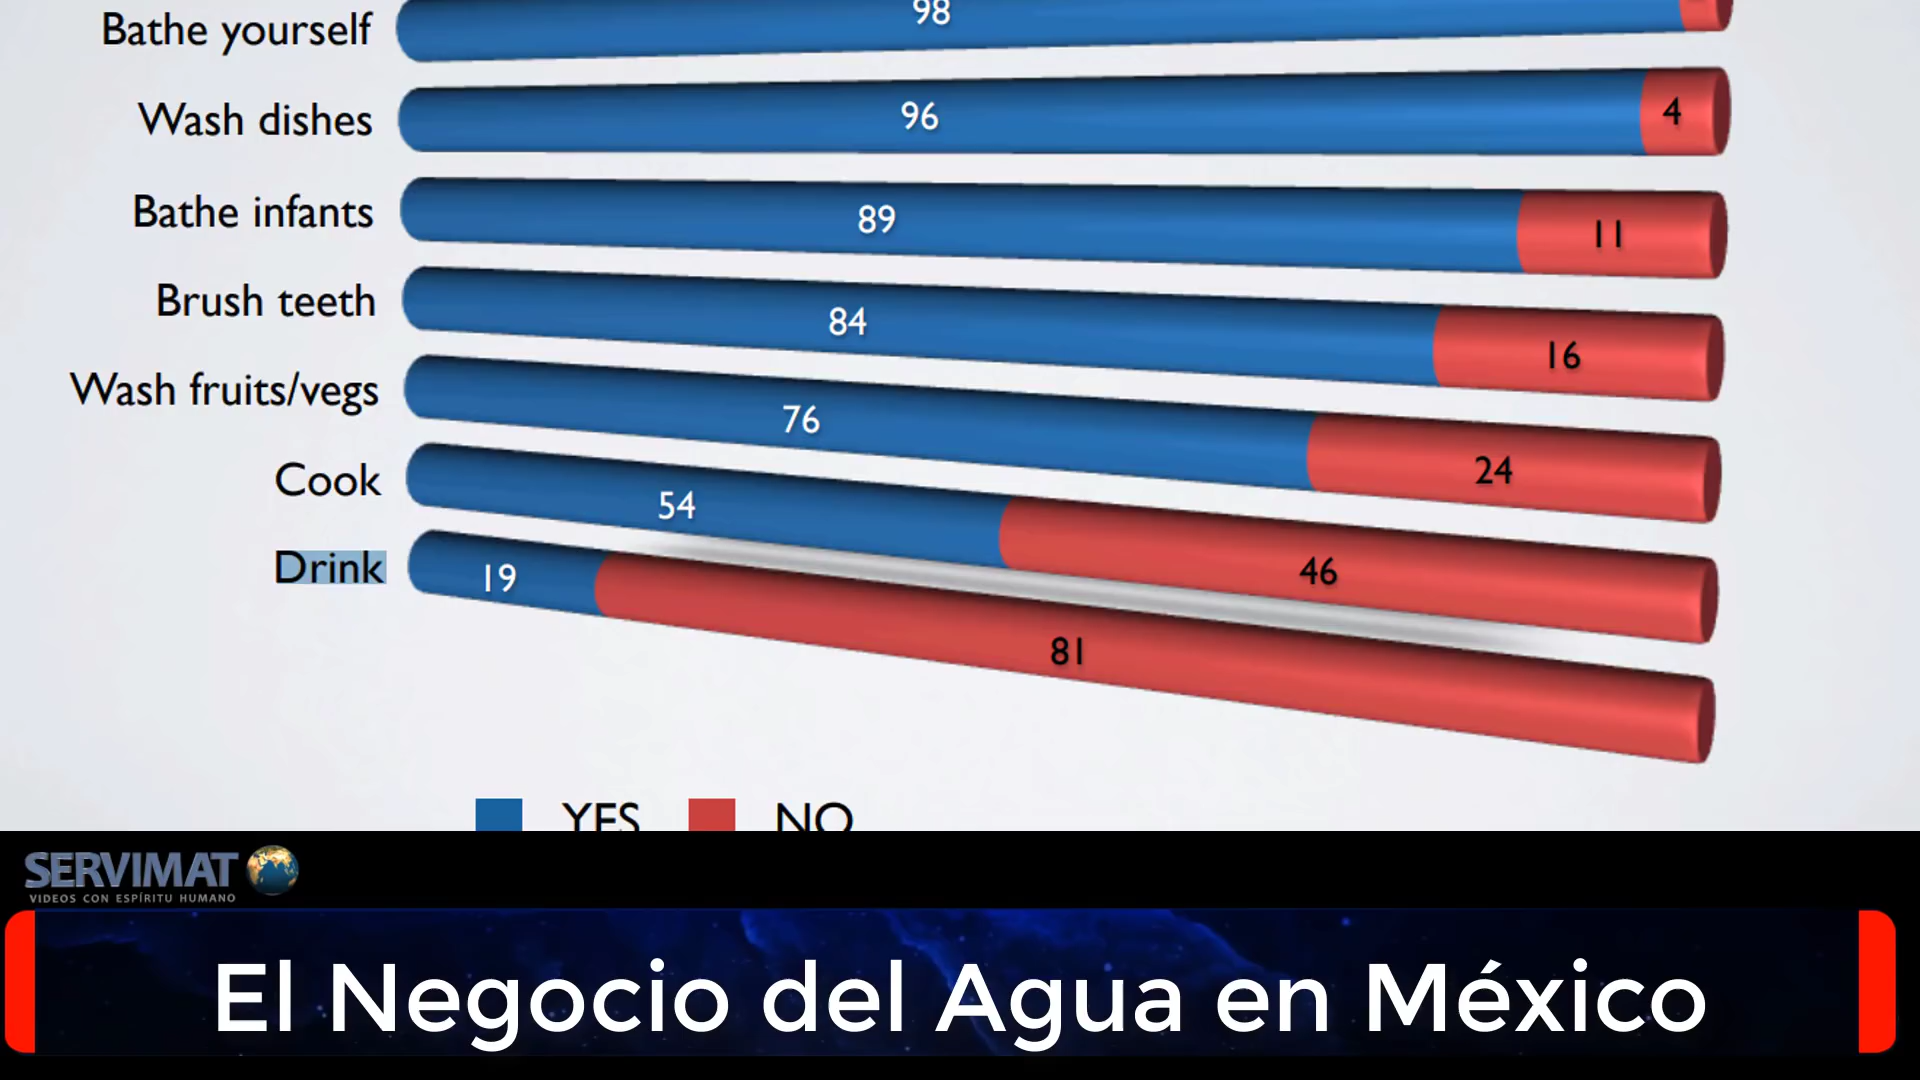 Bathe yourself 98
Wash dishes 96 4
Bathe infants 89 11
Brush teeth 84 16
Wash fruits/vegs 76 24
Cook 54 46
Drink 19 81
YES NO
SERVIMAT
VIDEOS CON ESPÍRITU HUMANO
El Negocio del Agua en México